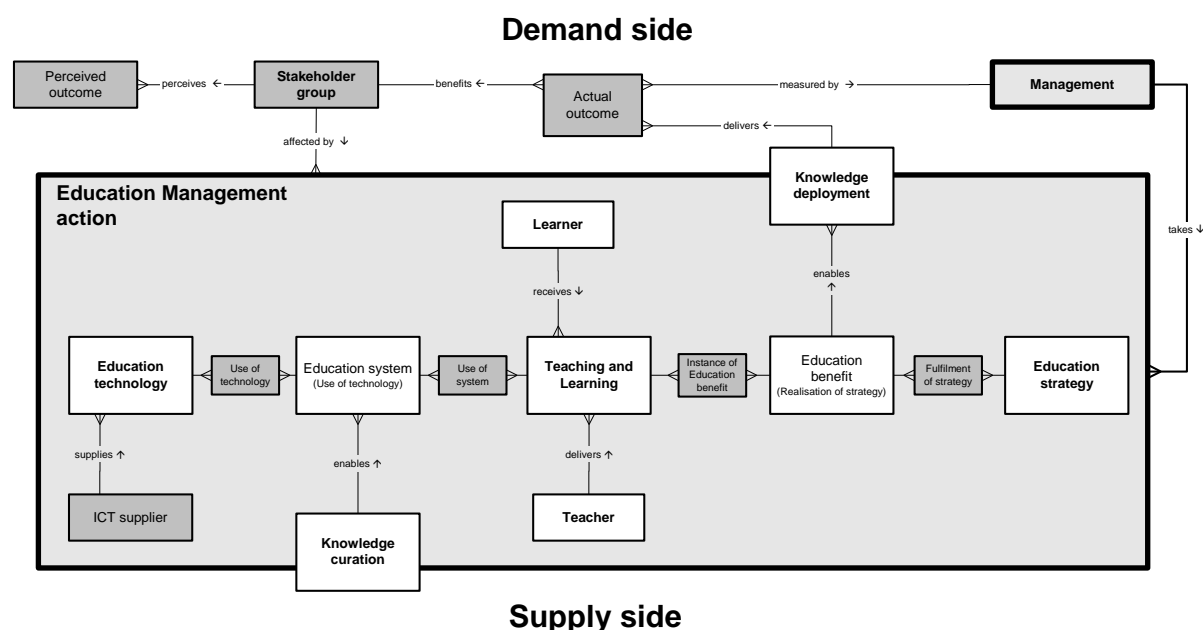 Demand side
Perceived
outcome
perceives ←
Stakeholder
group
benefits ←
Actual
outcome
measured by →
Management
affected by ↓
delivers ←
takes ↓
Education Management
action
Knowledge
deployment
Learner
receives ↓
enables
↑
Education
technology
Use of
technology
Education system
(Use of technology)
Use of
system
Teaching and
Learning
Instance of
Education
benefit
Education
benefit
(Realisation of strategy)
Fulfilment
of strategy
Education
strategy
supplies ↑
enables ↑
delivers ↑
ICT supplier
Knowledge
curation
Teacher
Supply side